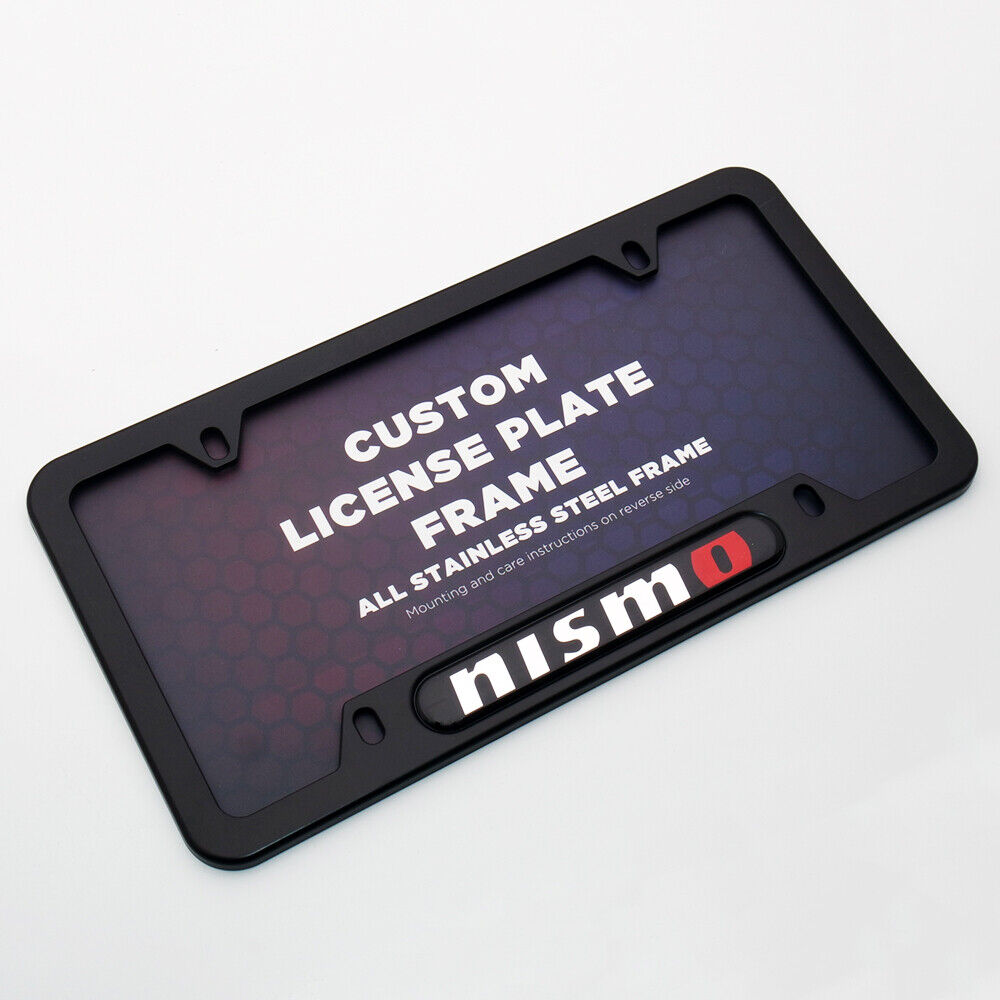 CUSTOM
LICENSE PLATE
FRAME
ALL STAINLESS STEEL FRAME
Mounting and care instructions on reverse side
nismo